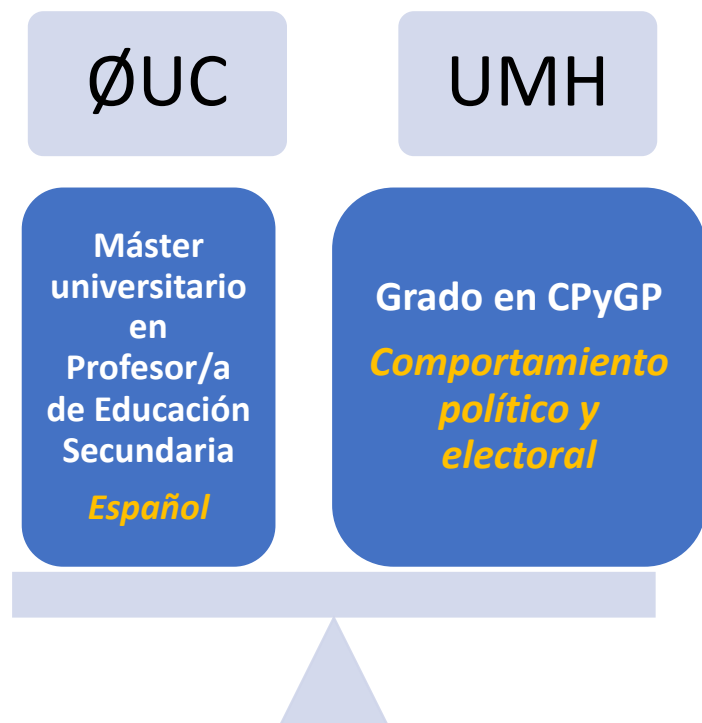 ØUC
UMH
Máster
universitario
en
Profesor/a
de Educación
Secundaria
Español
Grado en CPyGP
Comportamiento
político y
electoral